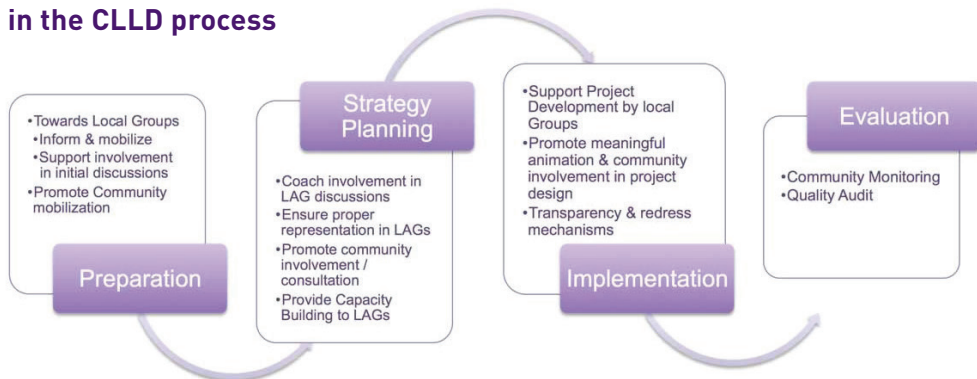 in the CLLD process
•Towards Local Groups
•Inform & mobilize
•Support involvement
in initial discussions
•Promote Community
mobilization
Preparation
Strategy
Planning
•Coach involvement in
LAG discussions
•Ensure proper
representation in LAGs
•Promote community
involvement /
consultation
•Provide Capacity
Building to LAGs
•Support Project
Development by local
Groups
•Promote meaningful
animation & community
involvement in project
design
•Transparency & redress
mechanisms
Implementation
Evaluation
•Community Monitoring
•Quality Audit